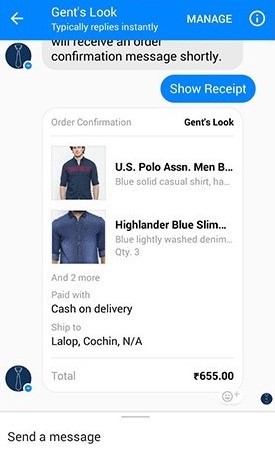 Gent's Look
Typically replies instantly
MANAGE
will receive an order
confirmation message shortly.
Show Receipt
Order Confirmation
Gent's Look
U.S. Polo Assn. Men B...
Blue solid casual shirt, ha...
Highlander Blue Slim...
Blue lightly washed denim...
Qty. 3
And 2 more
Paid with
Cash on delivery
Ship to
Lalop, Cochin, N/A
Total
₹655.00
Send a message